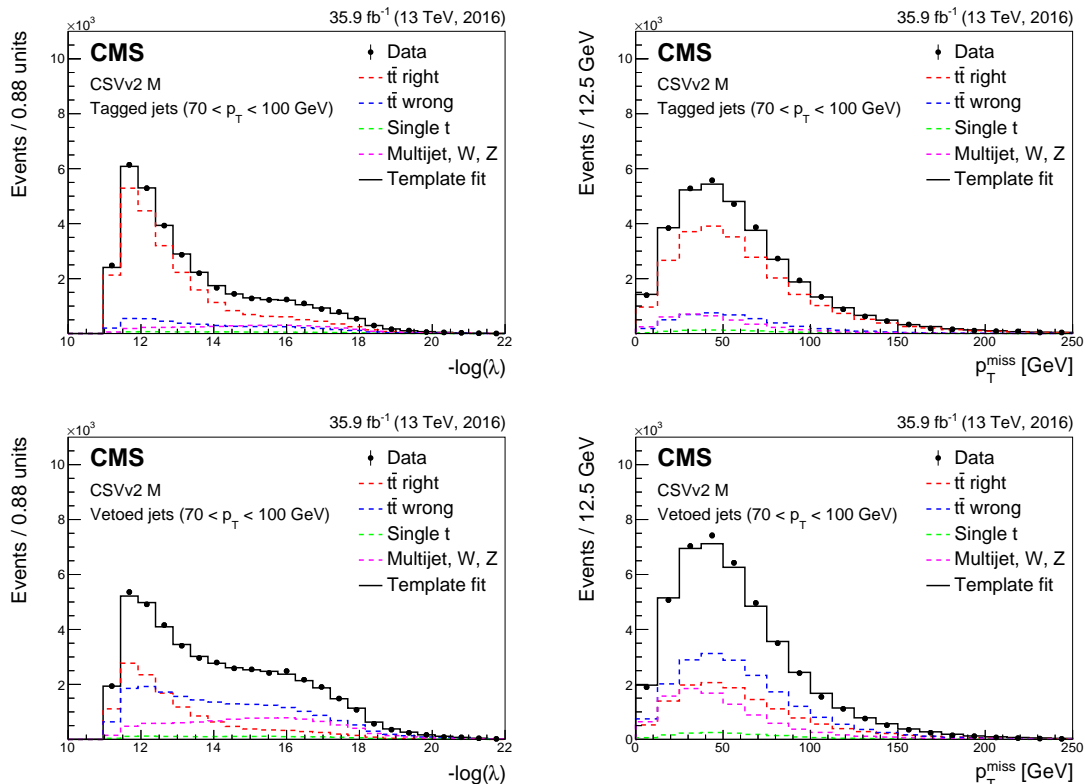 35.9 fb⁻¹ (13 TeV, 2016)
×10³
Events / 0.88 units
10
8
6
4
2
0
CMS
CSVv2 M
Tagged jets (70 < p_T < 100 GeV)
Data
tt̄ right
tt̄ wrong
Single t
Multijet, W, Z
Template fit
10 12 14 16 18 20 22
-log(λ)
35.9 fb⁻¹ (13 TeV, 2016)
×10³
Events / 12.5 GeV
10
8
6
4
2
0
CMS
CSVv2 M
Tagged jets (70 < p_T < 100 GeV)
Data
tt̄ right
tt̄ wrong
Single t
Multijet, W, Z
Template fit
0 50 100 150 200 250
p_T^miss [GeV]
35.9 fb⁻¹ (13 TeV, 2016)
×10³
Events / 0.88 units
10
8
6
4
2
0
CMS
CSVv2 M
Vetoed jets (70 < p_T < 100 GeV)
Data
tt̄ right
tt̄ wrong
Single t
Multijet, W, Z
Template fit
10 12 14 16 18 20 22
-log(λ)
35.9 fb⁻¹ (13 TeV, 2016)
×10³
Events / 12.5 GeV
10
8
6
4
2
0
CMS
CSVv2 M
Vetoed jets (70 < p_T < 100 GeV)
Data
tt̄ right
tt̄ wrong
Single t
Multijet, W, Z
Template fit
0 50 100 150 200 250
p_T^miss [GeV]